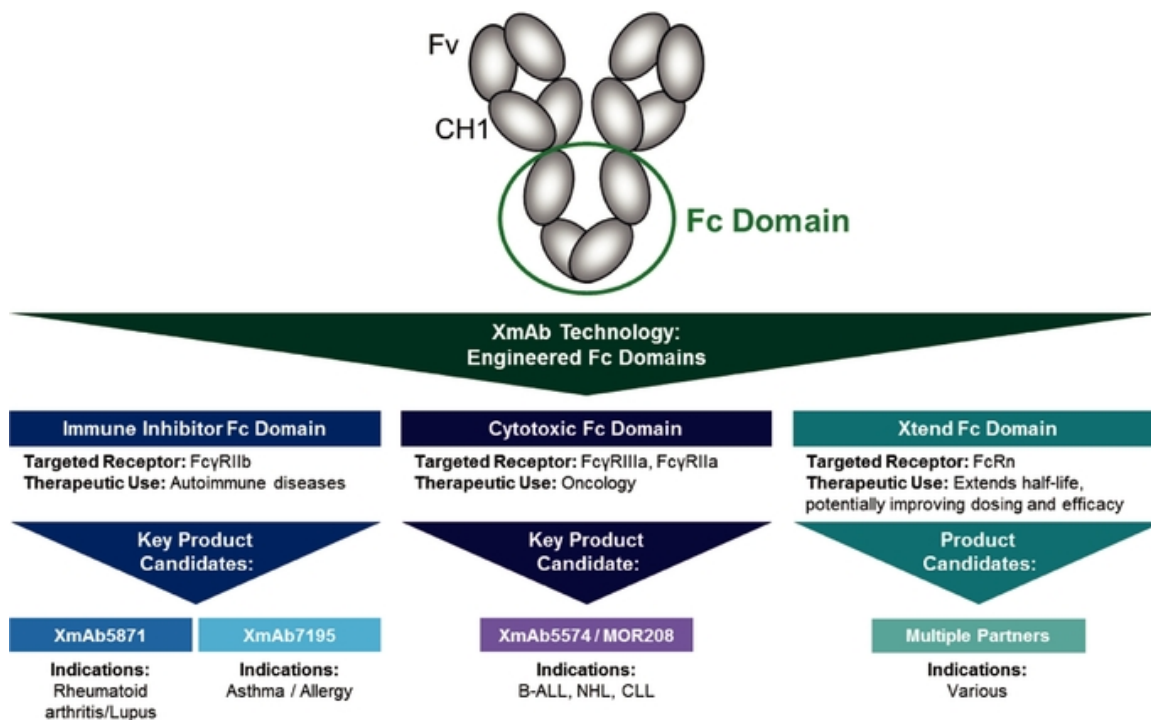 Fv
CH1
Fc Domain
XmAb Technology:
Engineered Fc Domains
Immune Inhibitor Fc Domain
Targeted Receptor: FcγRIIb
Therapeutic Use: Autoimmune diseases
Key Product
Candidates:
XmAb5871
Indications:
Rheumatoid
arthritis/Lupus
XmAb7195
Indications:
Asthma / Allergy
Cytotoxic Fc Domain
Targeted Receptor: FcγRIIIa, FcγRIIa
Therapeutic Use: Oncology
Key Product
Candidate:
XmAb5574 / MOR208
Indications:
B-ALL, NHL, CLL
Xtend Fc Domain
Targeted Receptor: FcRn
Therapeutic Use: Extends half-life,
potentially improving dosing and efficacy
Product
Candidates:
Multiple Partners
Indications:
Various